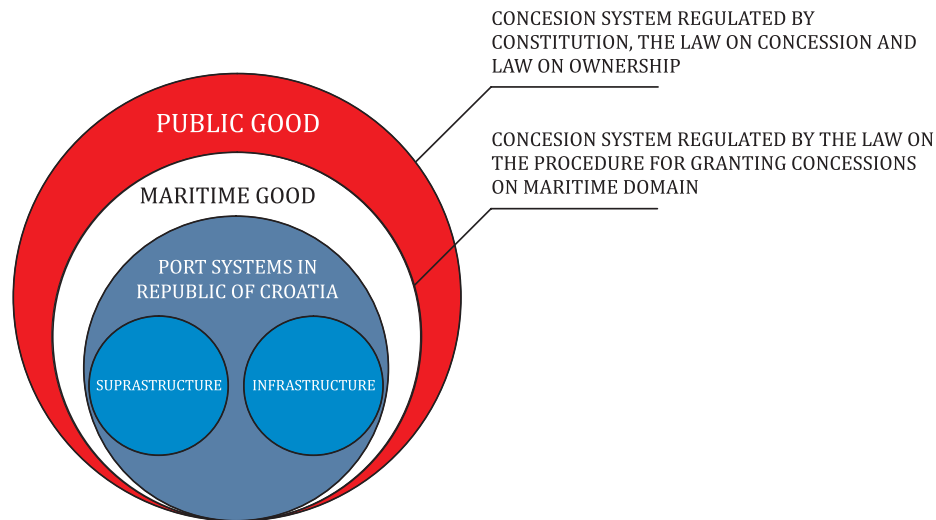 CONCESION SYSTEM REGULATED BY
CONSTITUTION, THE LAW ON CONCESSION AND
LAW ON OWNERSHIP
PUBLIC GOOD
CONCESION SYSTEM REGULATED BY THE LAW ON
THE PROCEDURE FOR GRANTING CONCESSIONS
ON MARITIME DOMAIN
MARITIME GOOD
PORT SYSTEMS IN
REPUBLIC OF CROATIA
SUPRASTRUCTURE
INFRASTRUCTURE